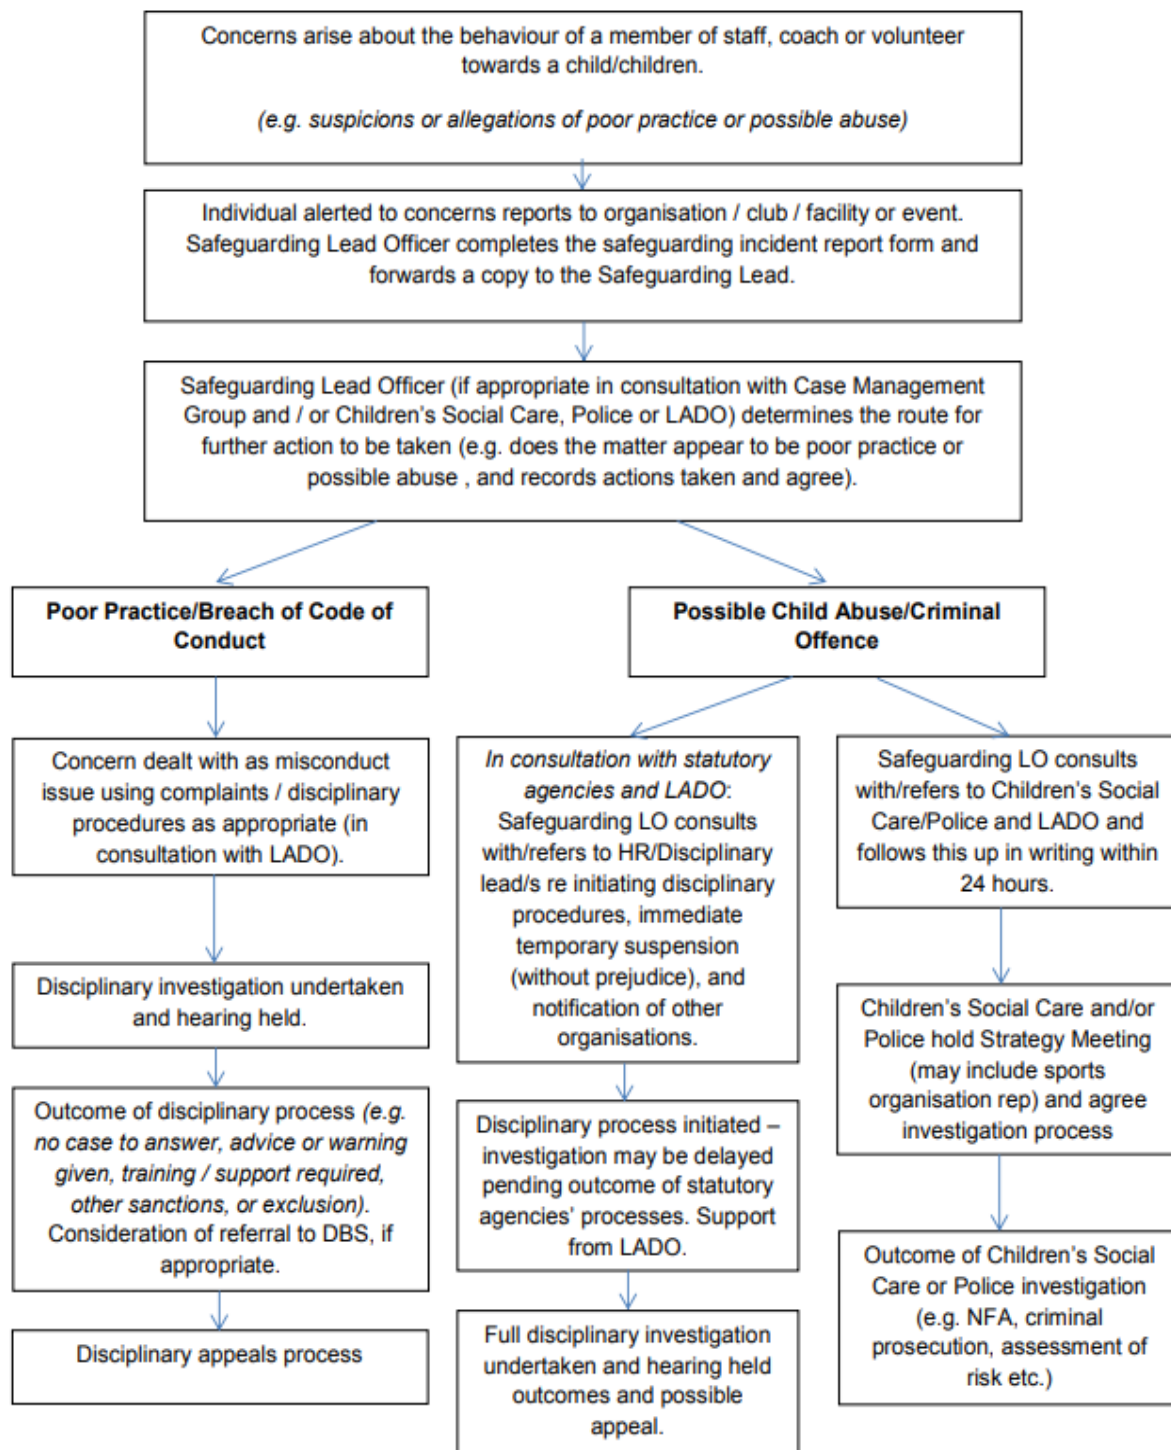 Concerns arise about the behaviour of a member of staff, coach or volunteer
towards a child/children.
(e.g. suspicions or allegations of poor practice or possible abuse)
Individual alerted to concerns reports to organisation / club / facility or event.
Safeguarding Lead Officer completes the safeguarding incident report form and
forwards a copy to the Safeguarding Lead.
Safeguarding Lead Officer (if appropriate in consultation with Case Management
Group and / or Children's Social Care, Police or LADO) determines the route for
further action to be taken (e.g. does the matter appear to be poor practice or
possible abuse , and records actions taken and agree).
Poor Practice/Breach of Code of
Conduct
Concern dealt with as misconduct
issue using complaints / disciplinary
procedures as appropriate (in
consultation with LADO).
Disciplinary investigation undertaken
and hearing held.
Outcome of disciplinary process (e.g.
no case to answer, advice or warning
given, training / support required,
other sanctions, or exclusion).
Consideration of referral to DBS, if
appropriate.
Disciplinary appeals process
Possible Child Abuse/Criminal
Offence
In consultation with statutory
agencies and LADO:
Safeguarding LO consults
with/refers to HR/Disciplinary
lead/s re initiating disciplinary
procedures, immediate
temporary suspension
(without prejudice), and
notification of other
organisations.
Disciplinary process initiated –
investigation may be delayed
pending outcome of statutory
agencies' processes. Support
from LADO.
Full disciplinary investigation
undertaken and hearing held
outcomes and possible
appeal.
Safeguarding LO consults
with/refers to Children's Social
Care/Police and LADO and
follows this up in writing within
24 hours.
Children's Social Care and/or
Police hold Strategy Meeting
(may include sports
organisation rep) and agree
investigation process
Outcome of Children's Social
Care or Police investigation
(e.g. NFA, criminal
prosecution, assessment of
risk etc.)